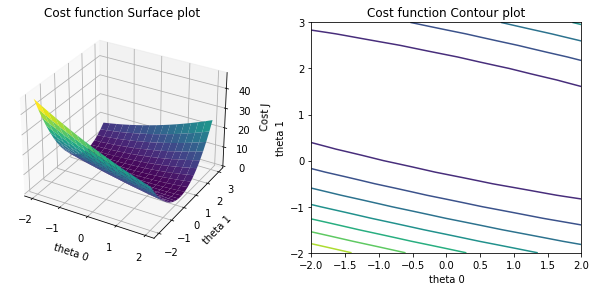 Cost function Surface plot
40
30
20
10
0
Cost J
3
2
1
0
−1
−2
theta 1
−2
−1
0
1
2
theta 0
Cost function Contour plot
3
2
1
0
−1
−2
theta 1
−2.0 −1.5 −1.0 −0.5 0.0 0.5 1.0 1.5 2.0
theta 0